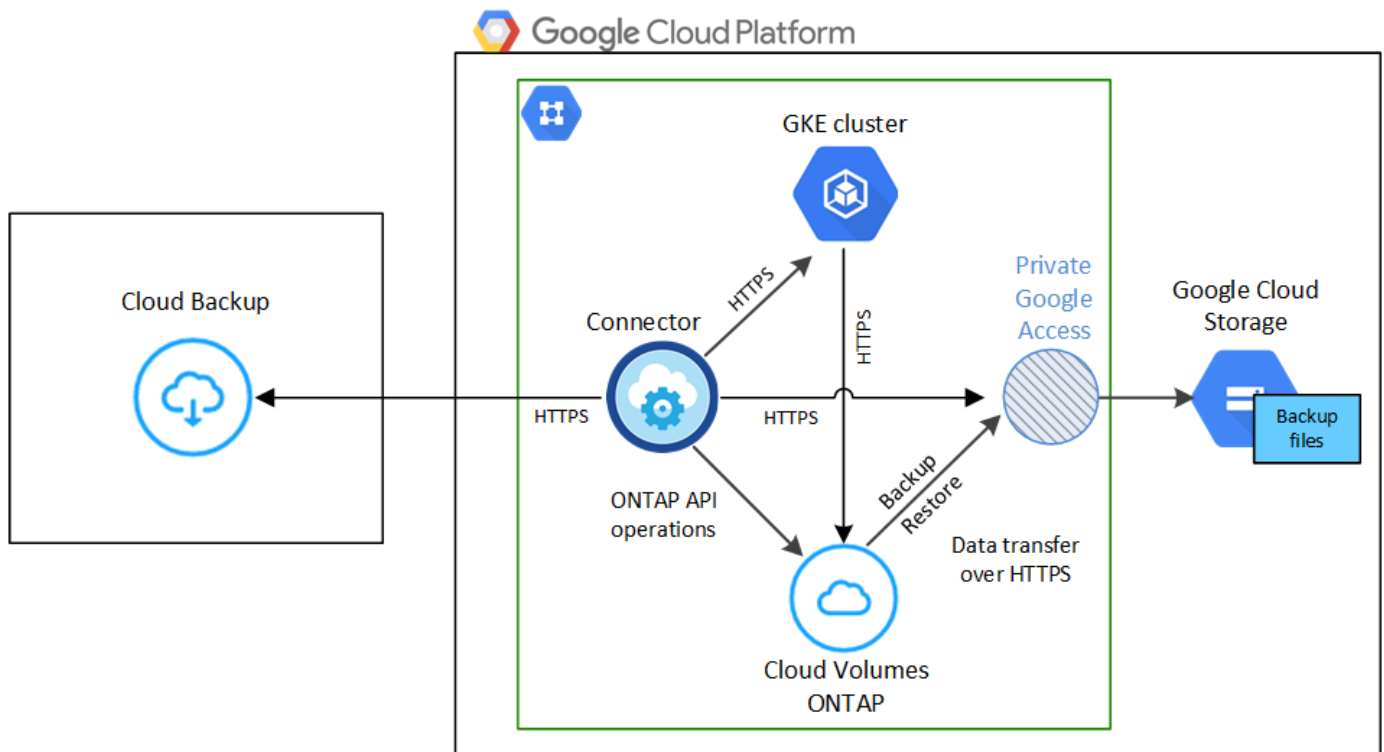 Google Cloud Platform
GKE cluster
Private
Google
Access
Google Cloud
Storage
Cloud Backup
Connector
HTTPS
HTTPS
HTTPS
HTTPS
Backup
files
ONTAP API
operations
Backup
Restore
Data transfer
over HTTPS
Cloud Volumes
ONTAP